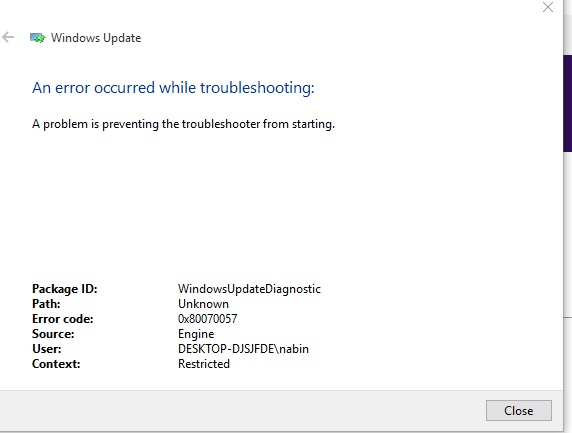 Windows Update
An error occurred while troubleshooting:
A problem is preventing the troubleshooter from starting.
Package ID: WindowsUpdateDiagnostic
Path: Unknown
Error code: 0x80070057
Source: Engine
User: DESKTOP-DJSJFDE\nabin
Context: Restricted
Close